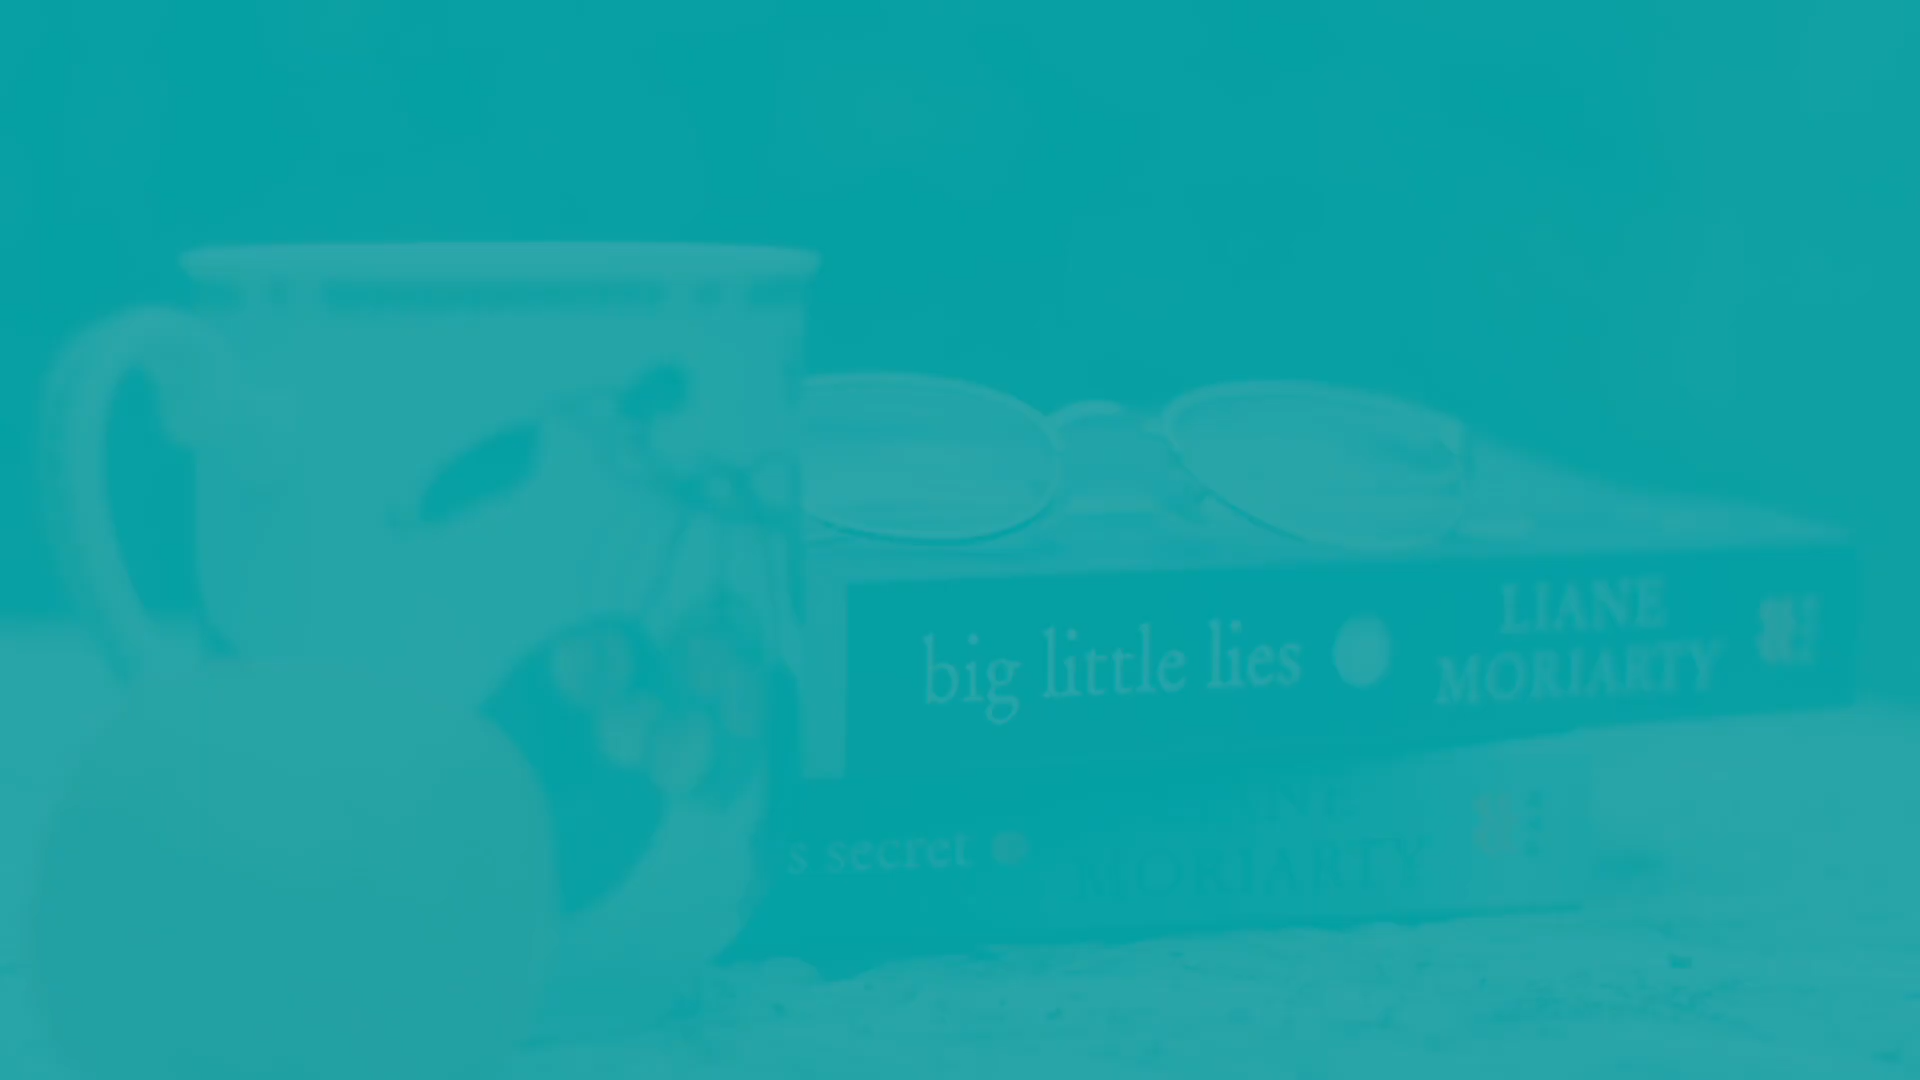 big little lies
LIANE
MORIARTY
s secret
MORIARTY